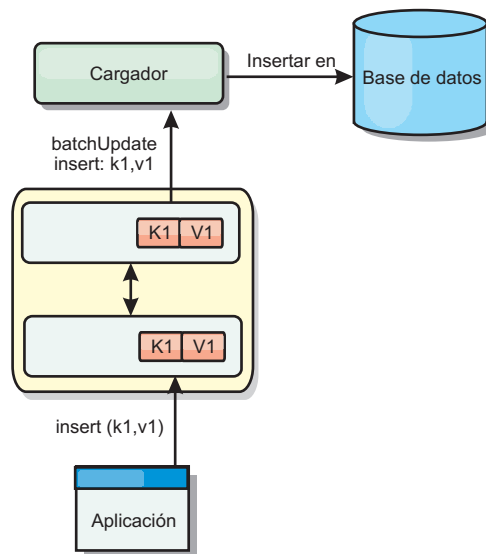 Cargador
Insertar en
Base de datos
batchUpdate
insert: k1,v1
K1 V1
K1 V1
insert (k1,v1)
Aplicación